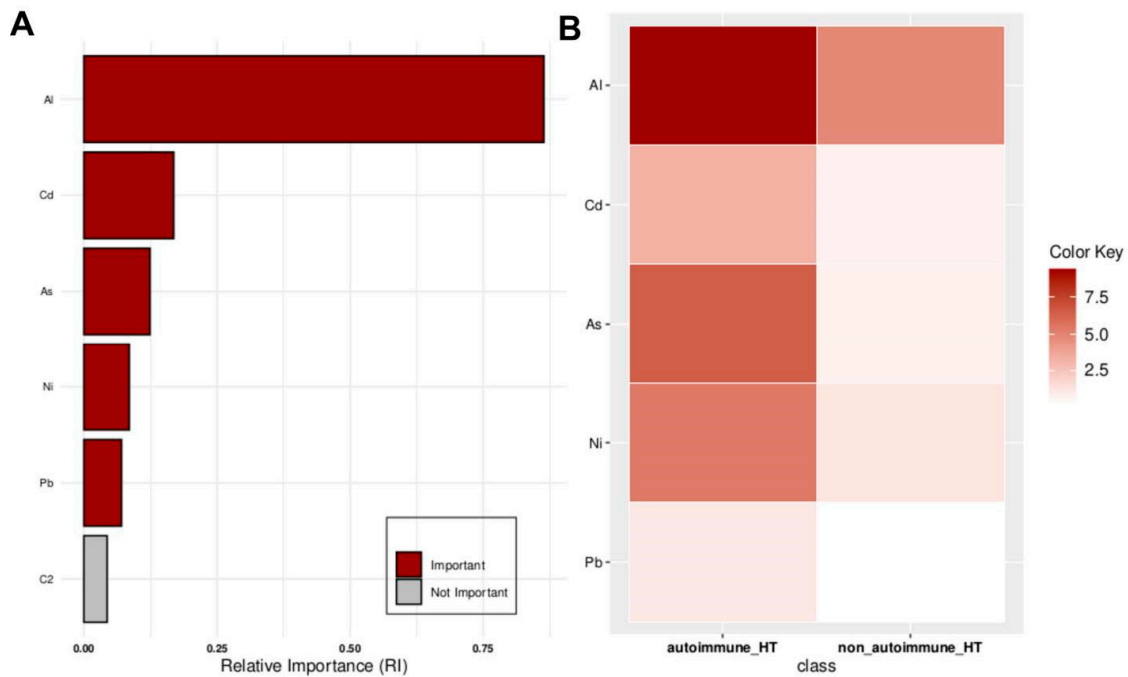 A
Al
Cd
As
Ni
Pb
C2
Important
Not Important
0.00 0.25 0.50 0.75
Relative Importance (RI)
B
Al
Cd
As
Ni
Pb
autoimmune_HT non_autoimmune_HT
class
Color Key
7.5
5.0
2.5